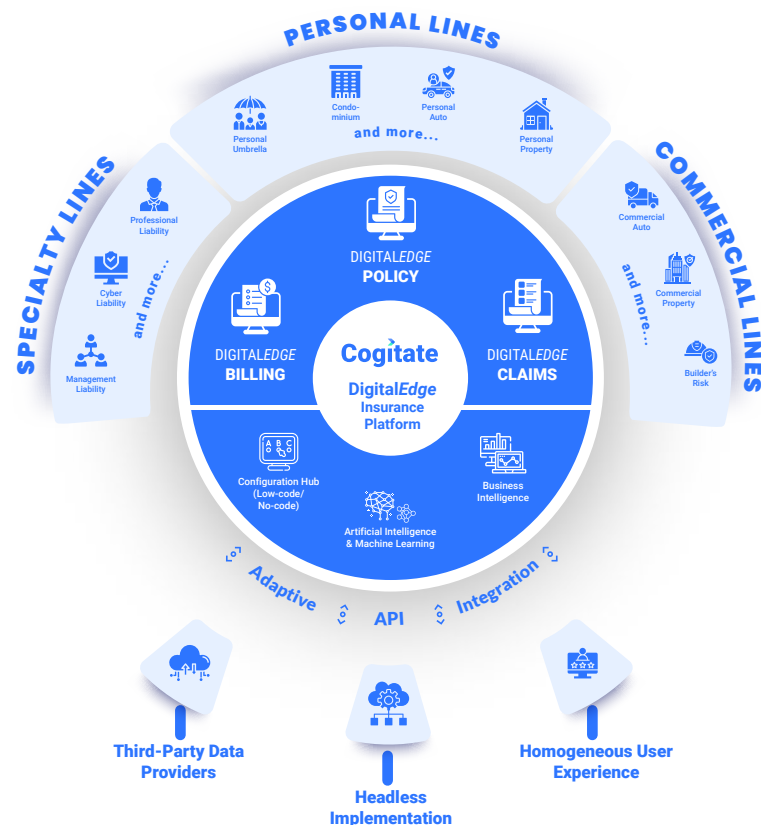 PERSONAL LINES
Personal
Umbrella
Condo-
minium
Personal
Auto
Personal
Property
and more...
SPECIALTY LINES
Professional
Liability
Cyber
Liability
Management
Liability
and more...
COMMERCIAL LINES
Commercial
Auto
Commercial
Property
Builder's
Risk
and more...
DIGITALEDGE
POLICY
DIGITALEDGE
BILLING
DIGITALEDGE
CLAIMS
Cogitate
DigitalEdge
Insurance
Platform
A B C
Configuration Hub
(Low-code/
No-code)
Artificial Intelligence
& Machine Learning
Business
Intelligence
Adaptive
API
Integration
Third-Party Data
Providers
Headless
Implementation
Homogeneous User
Experience